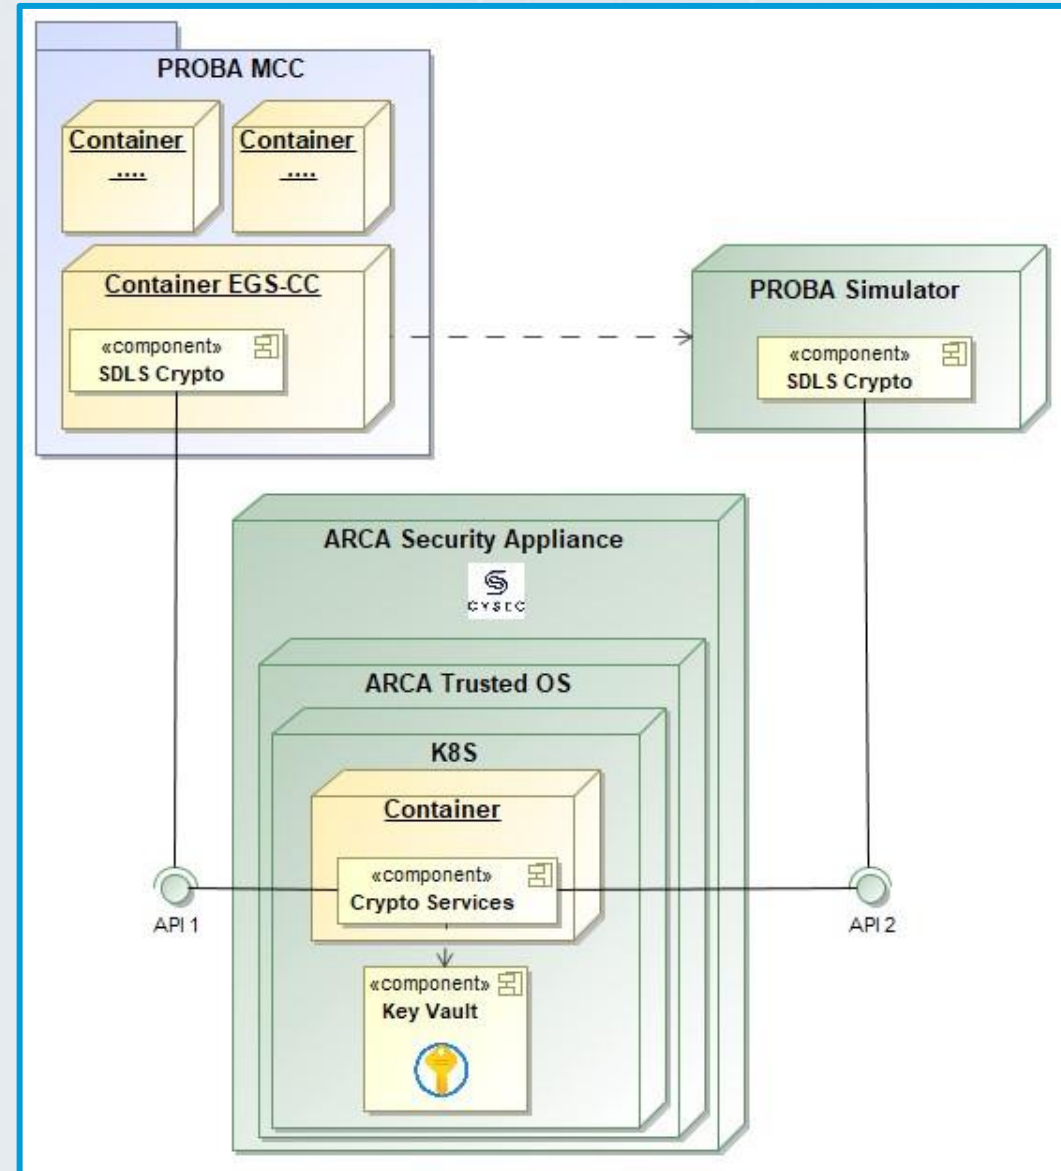 PROBA MCC
Container
....
Container
....
Container EGS-CC
«component»
SDLS Crypto
PROBA Simulator
«component»
SDLS Crypto
ARCA Security Appliance
CYSEC
ARCA Trusted OS
K8S
Container
«component»
Crypto Services
API 1
API 2
«component»
Key Vault